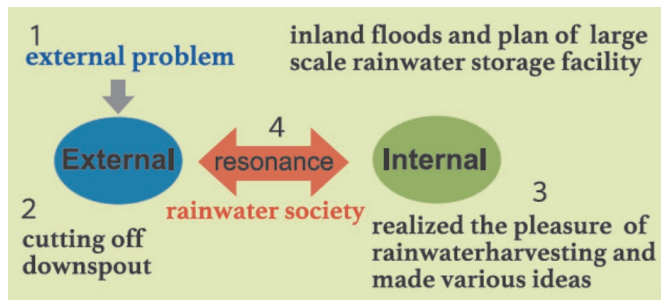 1
external problem
inland floods and plan of large
scale rainwater storage facility
External
4
resonance
Internal
rainwater society
2
cutting off
downspout
3
realized the pleasure of
rainwaterharvesting and
made various ideas